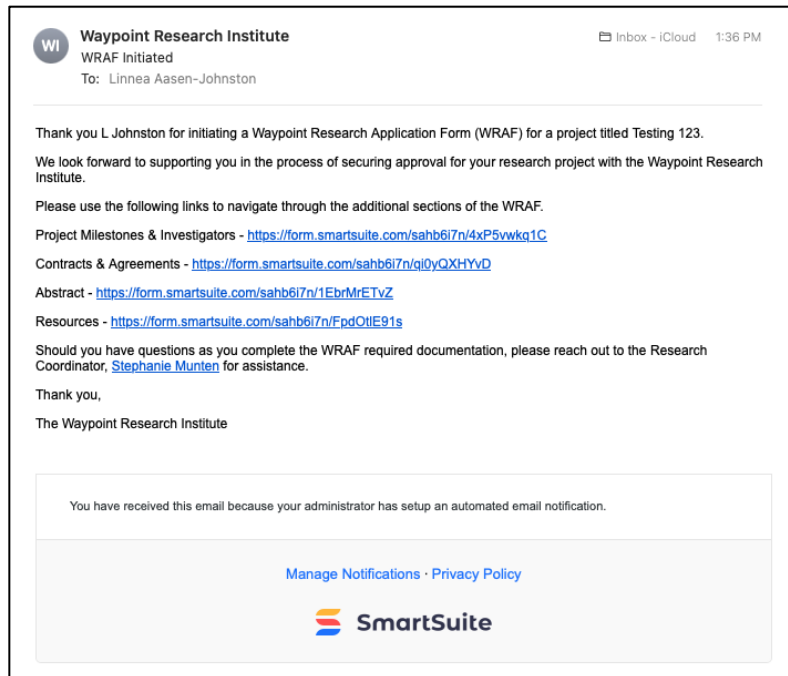 WI
Waypoint Research Institute
Inbox - iCloud 1:36 PM
WRAF Initiated
To: Linnea Aasen-Johnston
Thank you L Johnston for initiating a Waypoint Research Application Form (WRAF) for a project titled Testing 123.
We look forward to supporting you in the process of securing approval for your research project with the Waypoint Research
Institute.
Please use the following links to navigate through the additional sections of the WRAF.
Project Milestones & Investigators - https://form.smartsuite.com/sahb6i7n/4xP5vwkq1C
Contracts & Agreements - https://form.smartsuite.com/sahb6i7n/qi0yQXHYvD
Abstract - https://form.smartsuite.com/sahb6i7n/1EbrMrETvZ
Resources - https://form.smartsuite.com/sahb6i7n/FpdOtlE91s
Should you have questions as you complete the WRAF required documentation, please reach out to the Research
Coordinator, Stephanie Munten for assistance.
Thank you,
The Waypoint Research Institute
You have received this email because your administrator has setup an automated email notification.
Manage Notifications · Privacy Policy
SmartSuite